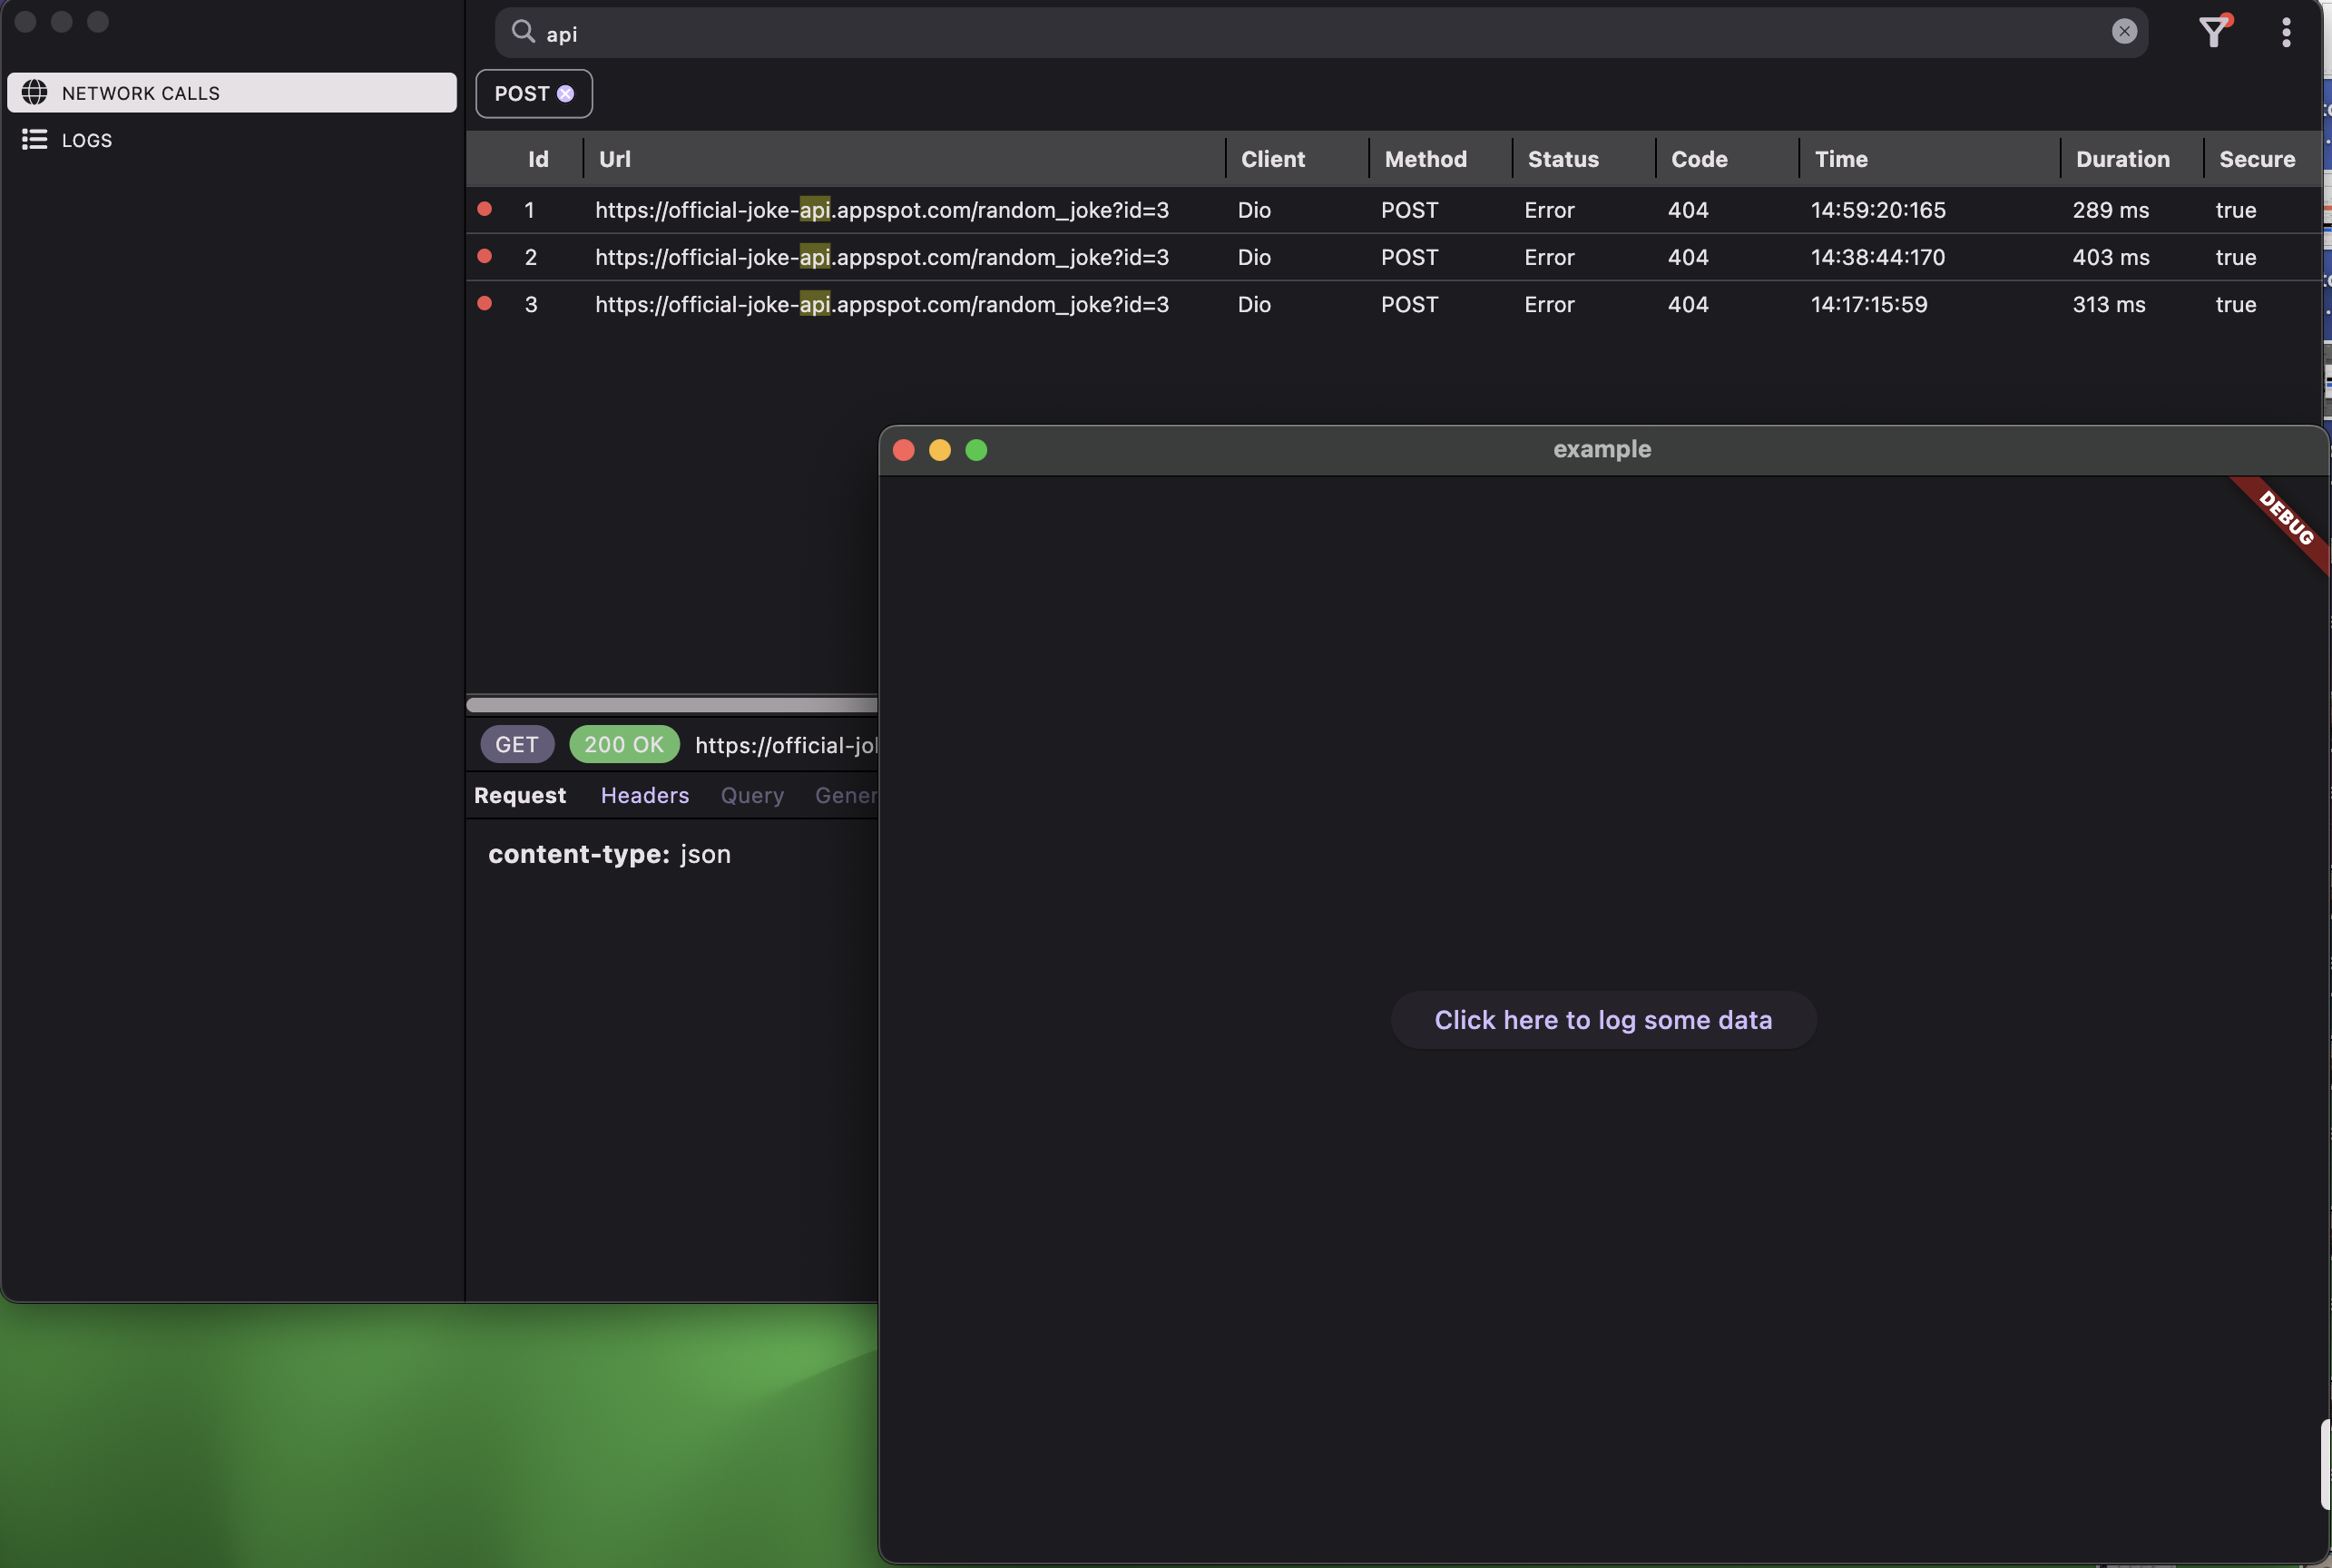 api
NETWORK CALLS
LOGS
POST
Id Url Client Method Status Code Time Duration Secure
1 https://official-joke-api.appspot.com/random_joke?id=3 Dio POST Error 404 14:59:20:165 289 ms true
2 https://official-joke-api.appspot.com/random_joke?id=3 Dio POST Error 404 14:38:44:170 403 ms true
3 https://official-joke-api.appspot.com/random_joke?id=3 Dio POST Error 404 14:17:15:59 313 ms true
example
DEBUG
GET 200 OK https://official-jo
Request Headers Query Gener
content-type: json
Click here to log some data